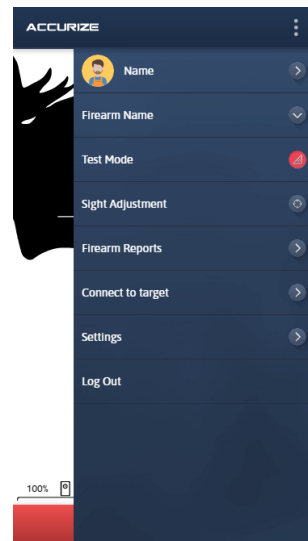 ACCURIZE
Name
Firearm Name
Test Mode
Sight Adjustment
Firearm Reports
Connect to target
Settings
Log Out
100%